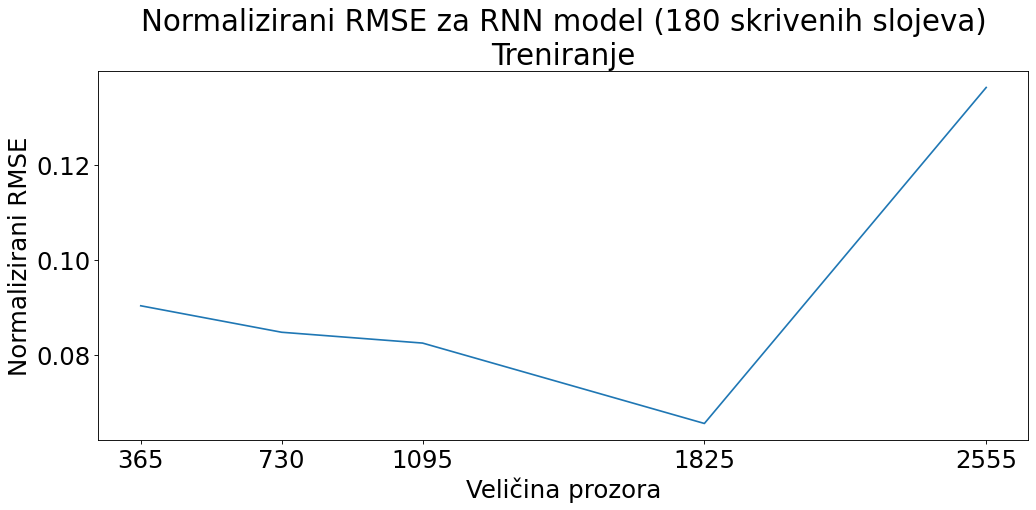 Normalizirani RMSE za RNN model (180 skrivenih slojeva)
Treniranje
Normalizirani RMSE
0.12
0.10
0.08
365 730 1095 1825 2555
Veličina prozora